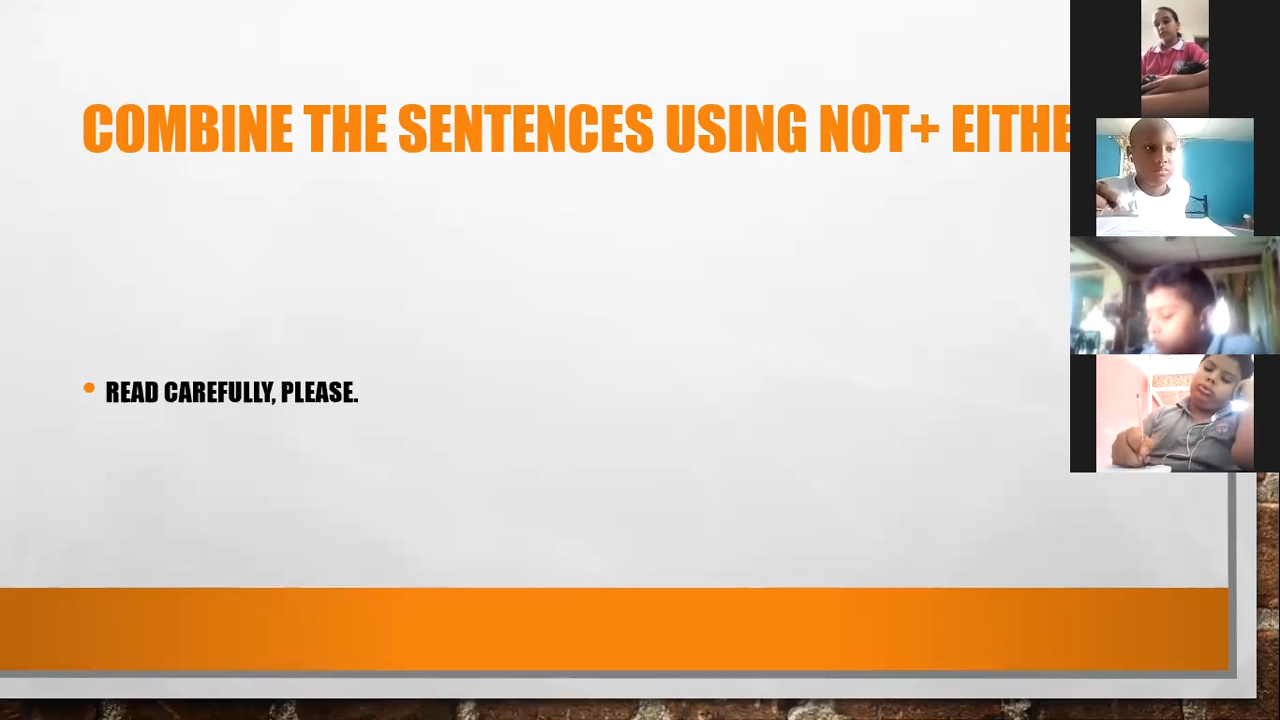 COMBINE THE SENTENCES USING NOT+ EITHE
READ CAREFULLY, PLEASE.